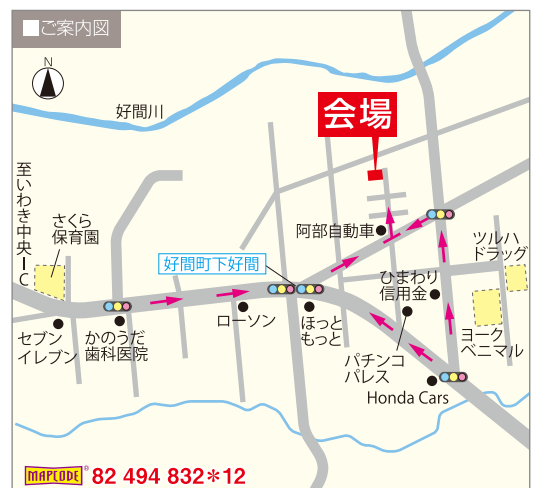 ■ご案内図
N
好間川
会場
至いわき中央IC
さくら
保育園
阿部自動車
ツルハ
ドラッグ
好間町下好間
ひまわり
信用金
セブン
イレブン
かのうだ
歯科医院
ローソン
ほっと
もっと
ヨーク
ベニマル
パチンコ
パレス
Honda Cars
MAPCODE® 82 494 832*12